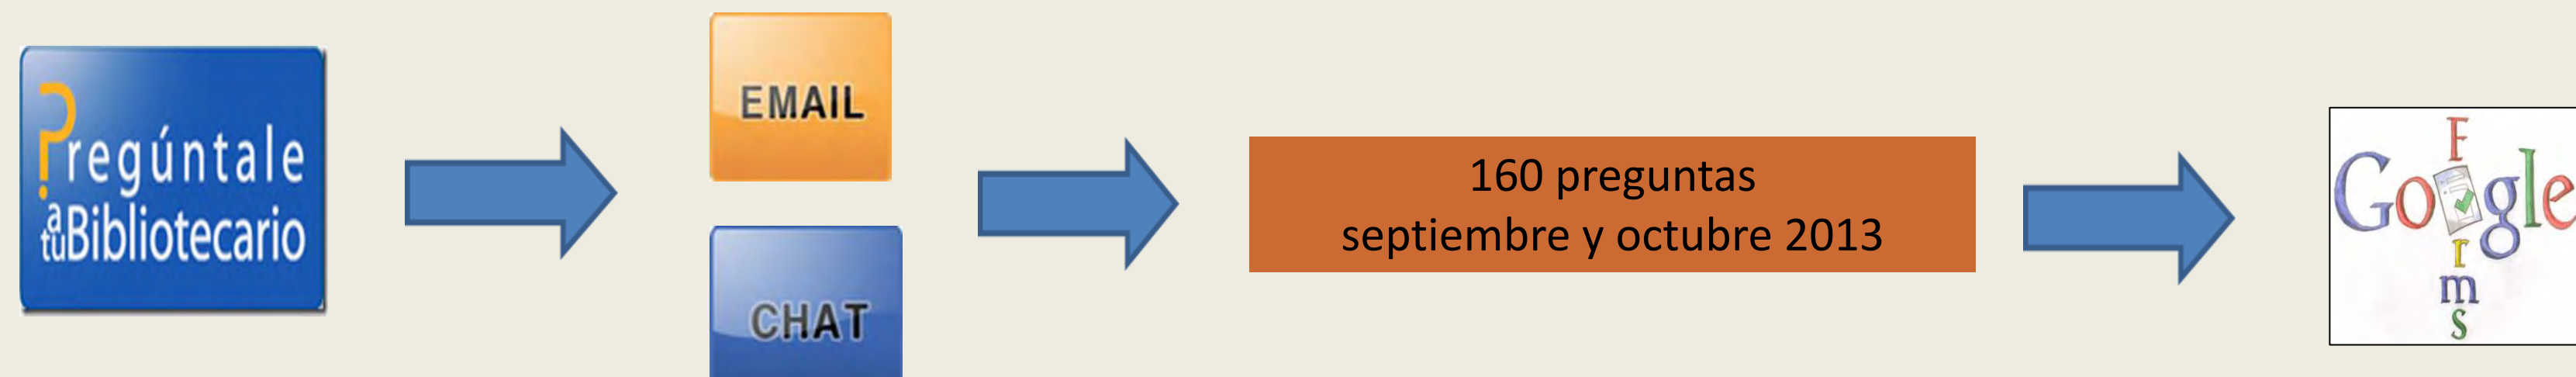 Pregúntale
a tu Bibliotecario
EMAIL
CHAT
160 preguntas
septiembre y octubre 2013
Google
Forms